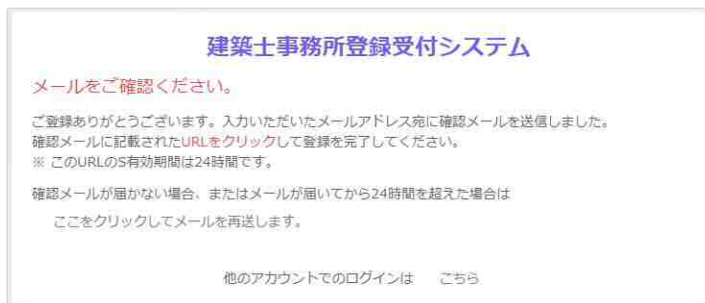 建築士事務所登録受付システム
メールをご確認ください。
ご登録ありがとうございます。入力いただいたメールアドレス宛に確認メールを送信しました。
確認メールに記載されたURLをクリックして登録を完了してください。
※ このURLのS有効期間は24時間です。
確認メールが届かない場合、またはメールが届いてから24時間を超えた場合は
ここをクリックしてメールを再送します。
他のアカウントでのログインは こちら